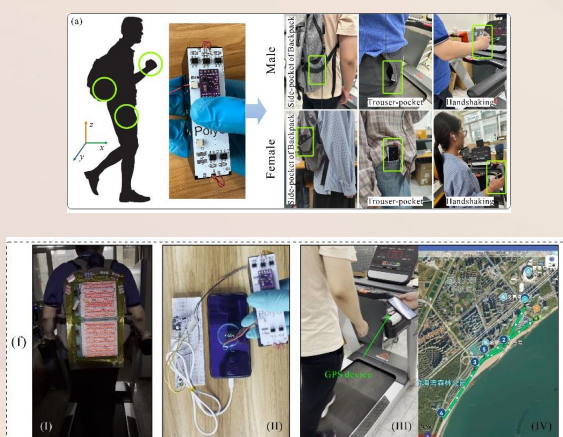 (a)
z
x
y
Poly
Male
Side-pocket of Backpack
Trouser-pocket
Handshaking
Female
Side-pocket of Backpack
Trouser-pocket
Handshaking
(f)
(I)
(II)
GPS device
(III)
(IV)